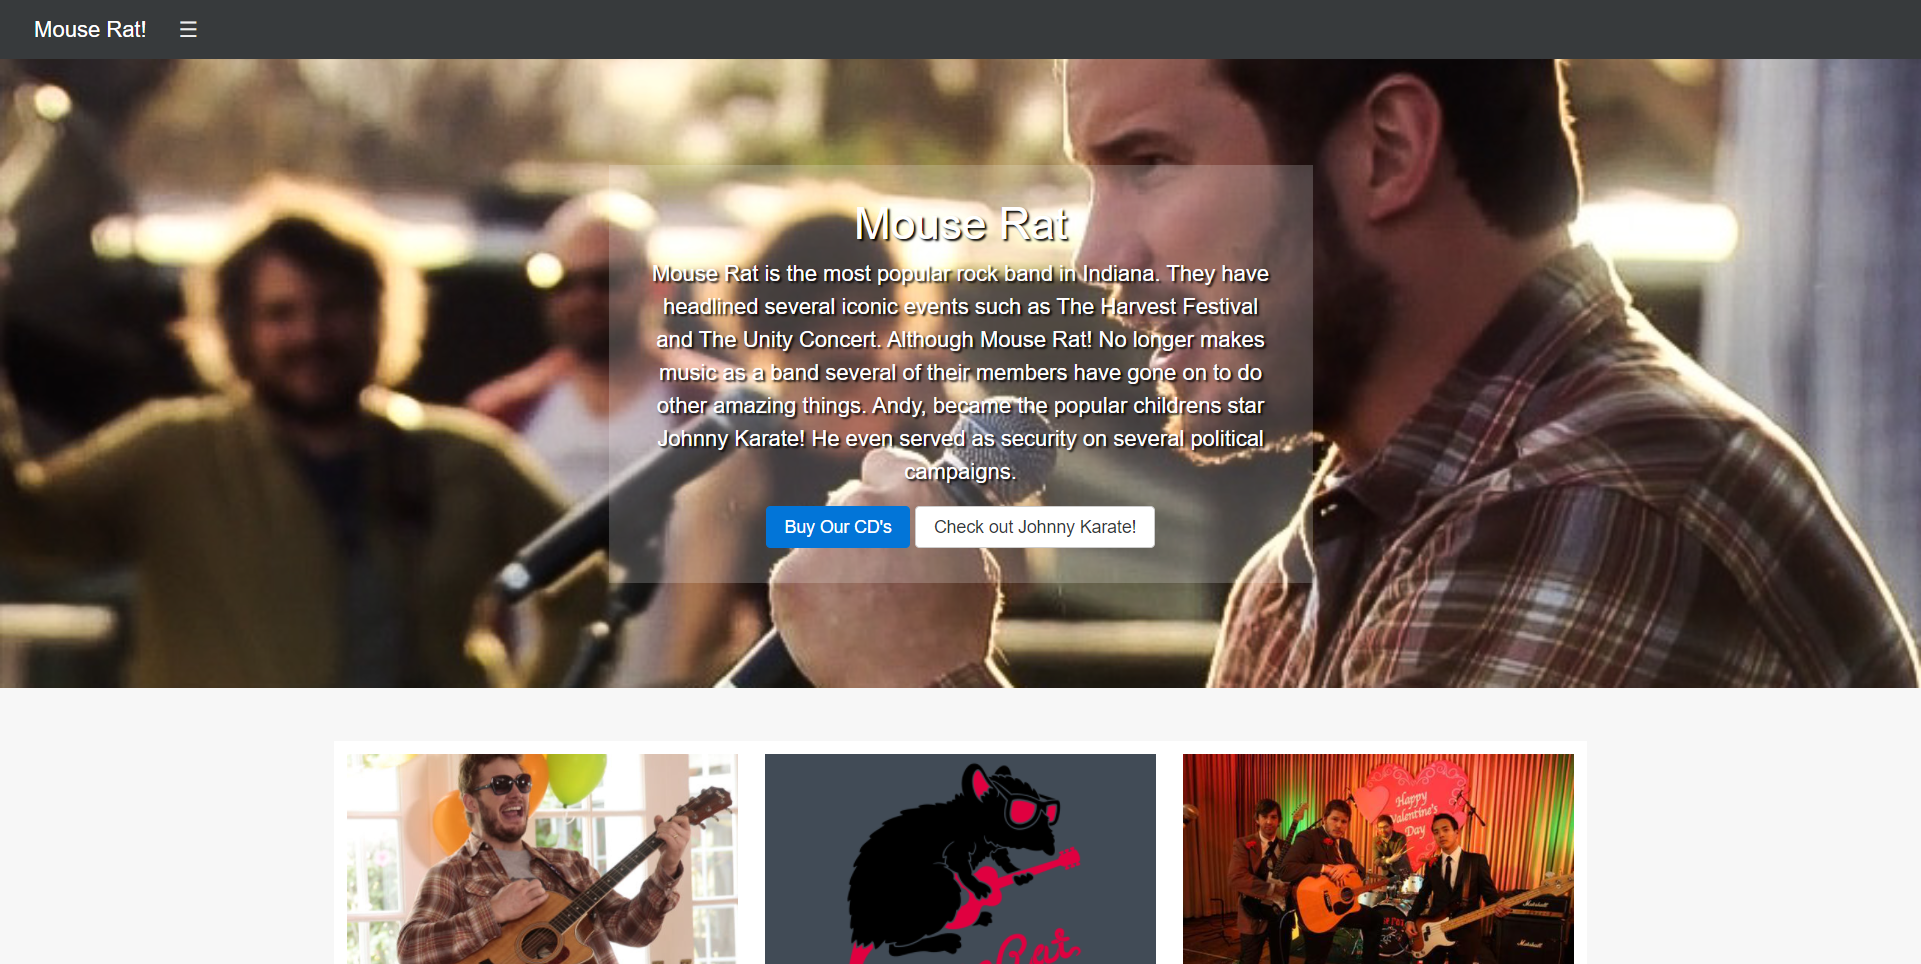 Mouse Rat! ☰
Mouse Rat
Mouse Rat is the most popular rock band in Indiana. They have
headlined several iconic events such as The Harvest Festival
and The Unity Concert. Although Mouse Rat! No longer makes
music as a band several of their members have gone on to do
other amazing things. Andy, became the popular childrens star
Johnny Karate! He even served as security on several political
campaigns.
Buy Our CD's
Check out Johnny Karate!
Happy
Valentine's
Day
Marshall
Marshall
Rat